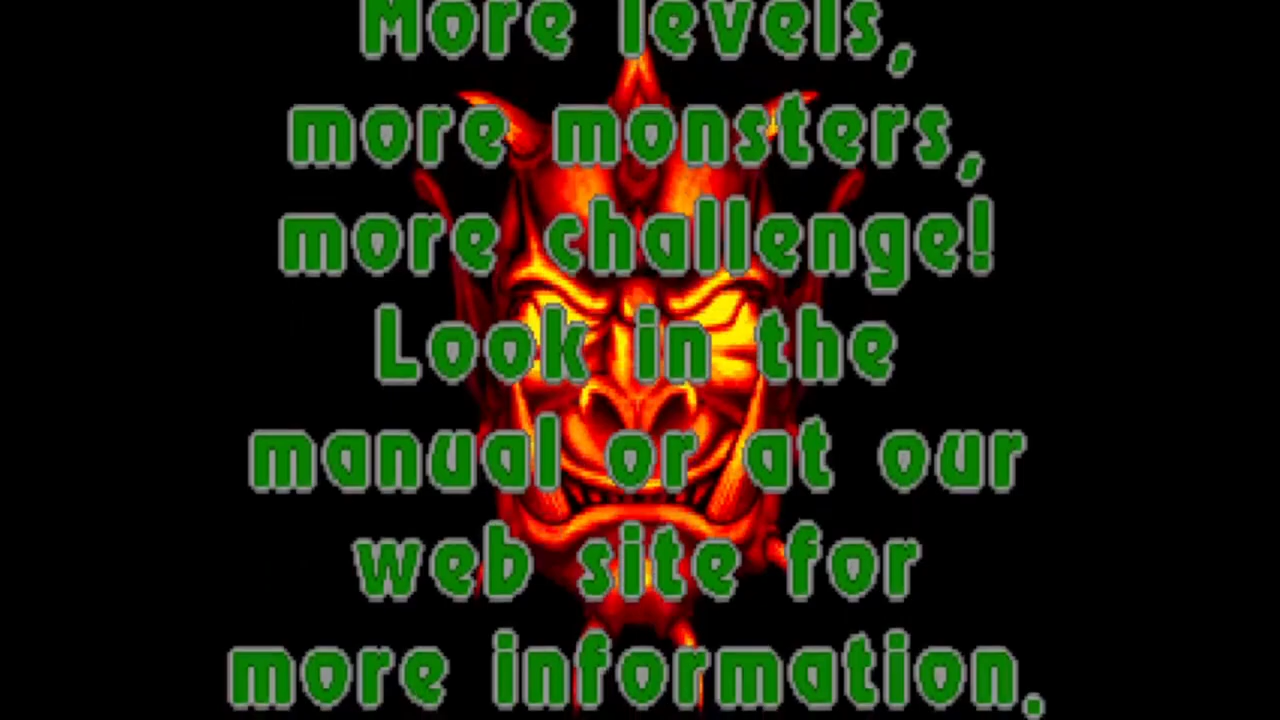 More levels,
more monsters,
more challenge!
Look in the
manual or at our
web site for
more information.